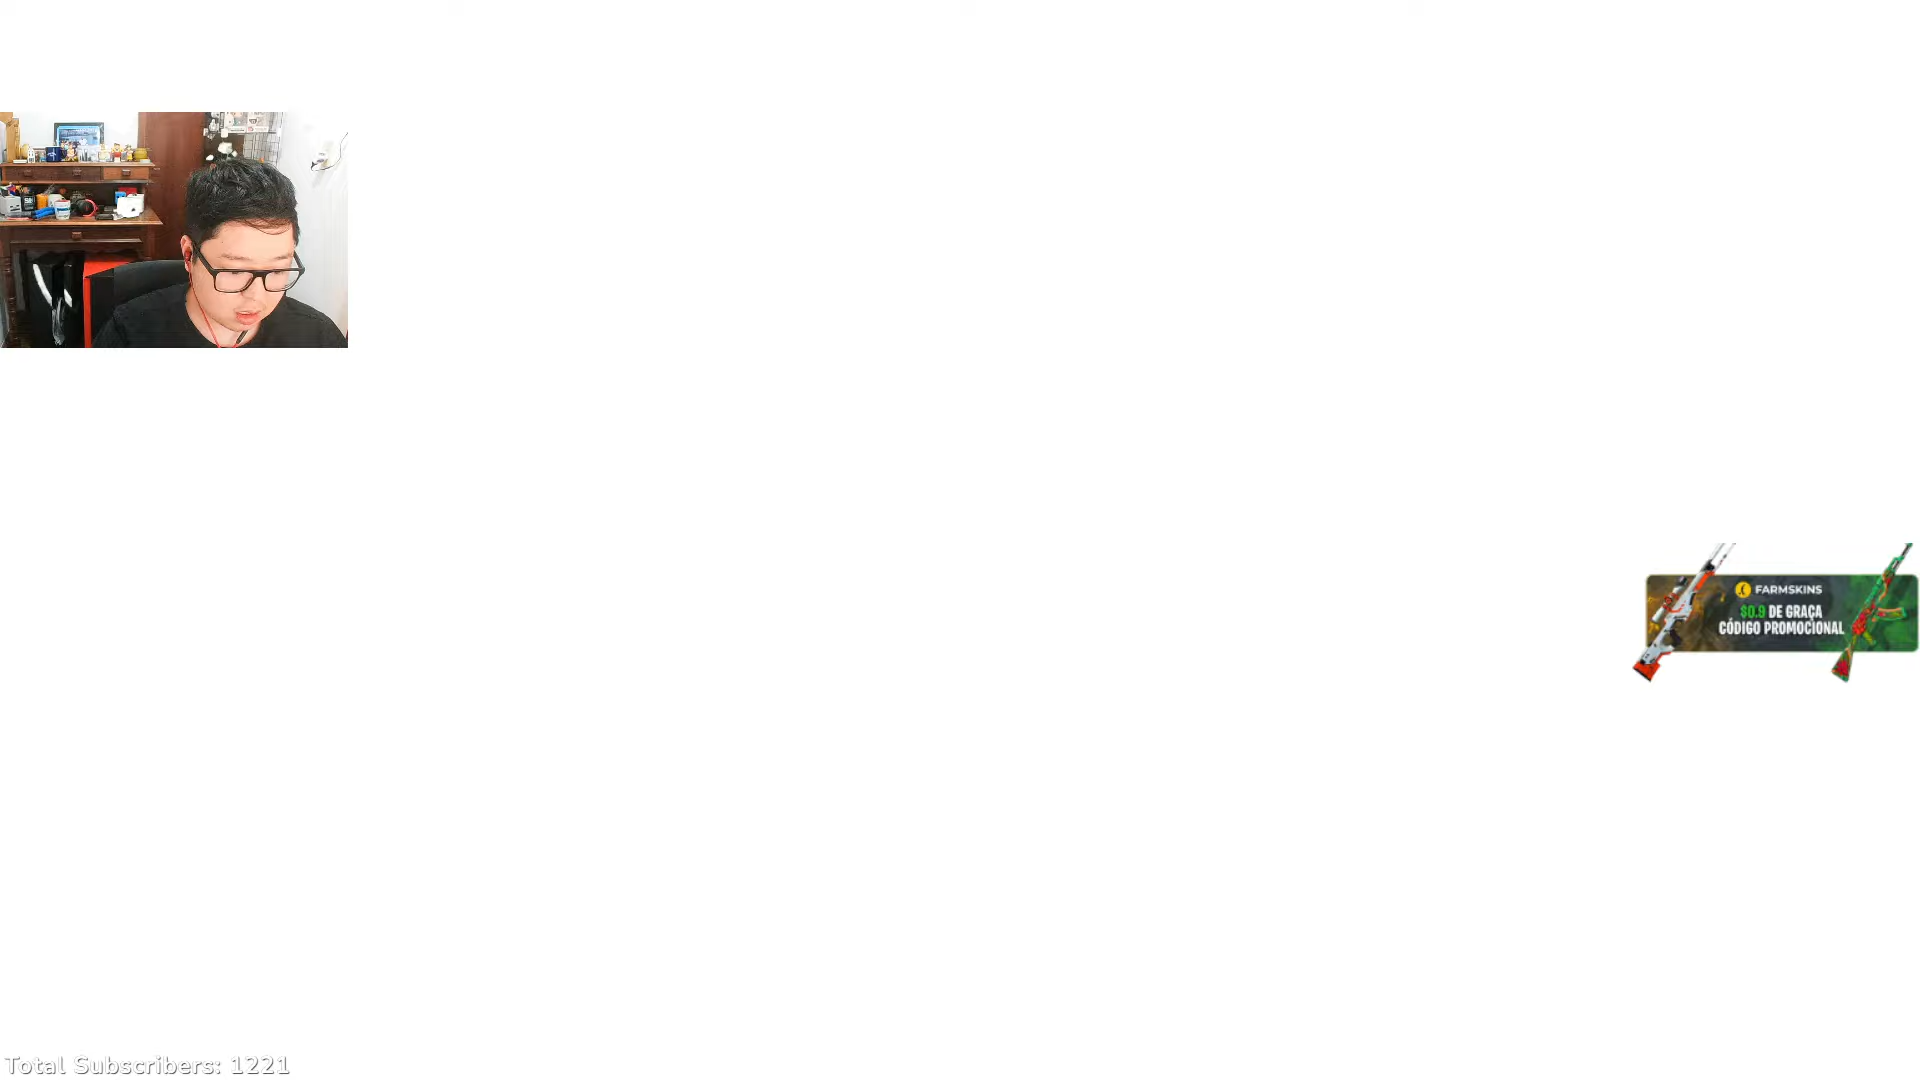 FARMSKINS
$0.9 DE GRAÇA
CÓDIGO PROMOCIONAL
Total Subscribers: 1221